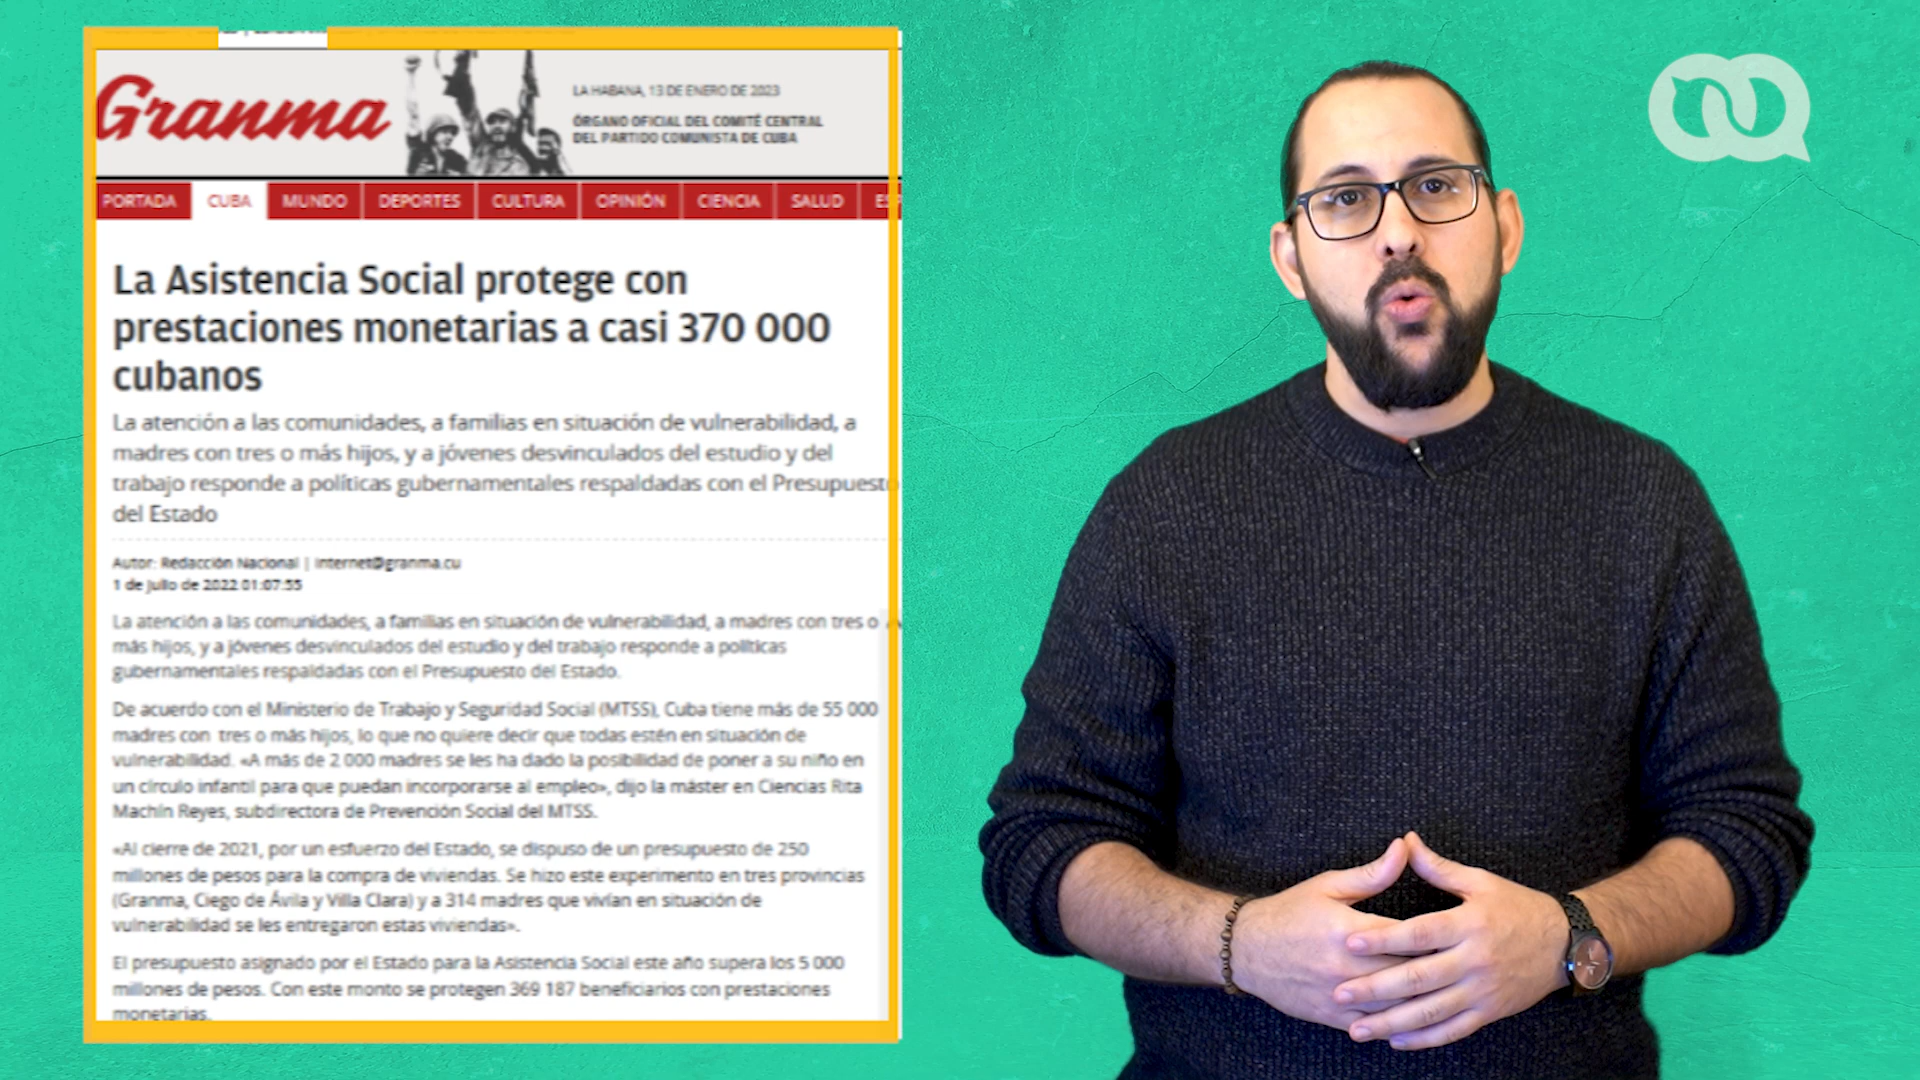 Granma
LA HABANA, 13 DE ENERO DE 2023
ÓRGANO OFICIAL DEL COMITÉ CENTRAL
DEL PARTIDO COMUNISTA DE CUBA
PORTADA CUBA MUNDO DEPORTES CULTURA OPINIÓN CIENCIA SALUD
La Asistencia Social protege con
prestaciones monetarias a casi 370 000
cubanos
La atención a las comunidades, a familias en situación de vulnerabilidad, a
madres con tres o más hijos, y a jóvenes desvinculados del estudio y del
trabajo responde a políticas gubernamentales respaldadas con el Presupuesto
del Estado
Autor: Redacción Nacional | internet@granma.cu
1 de julio de 2022 01:07:55
La atención a las comunidades, a familias en situación de vulnerabilidad, a madres con tres o
más hijos, y a jóvenes desvinculados del estudio y del trabajo responde a políticas
gubernamentales respaldadas con el Presupuesto del Estado.
De acuerdo con el Ministerio de Trabajo y Seguridad Social (MTSS), Cuba tiene más de 55 000
madres con tres o más hijos, lo que no quiere decir que todas estén en situación de
vulnerabilidad. «A más de 2 000 madres se les ha dado la posibilidad de poner a su niño en
un círculo infantil para que puedan incorporarse al empleo», dijo la máster en Ciencias Rita
Machín Reyes, subdirectora de Prevención Social del MTSS.
«Al cierre de 2021, por un esfuerzo del Estado, se dispuso de un presupuesto de 250
millones de pesos para la compra de viviendas. Se hizo este experimento en tres provincias
(Granma, Ciego de Ávila y Villa Clara) y a 314 madres que vivían en situación de
vulnerabilidad se les entregaron estas viviendas».
El presupuesto asignado por el Estado para la Asistencia Social este año supera los 5 000
millones de pesos. Con este monto se protegen 369 187 beneficiarios con prestaciones
monetarias.